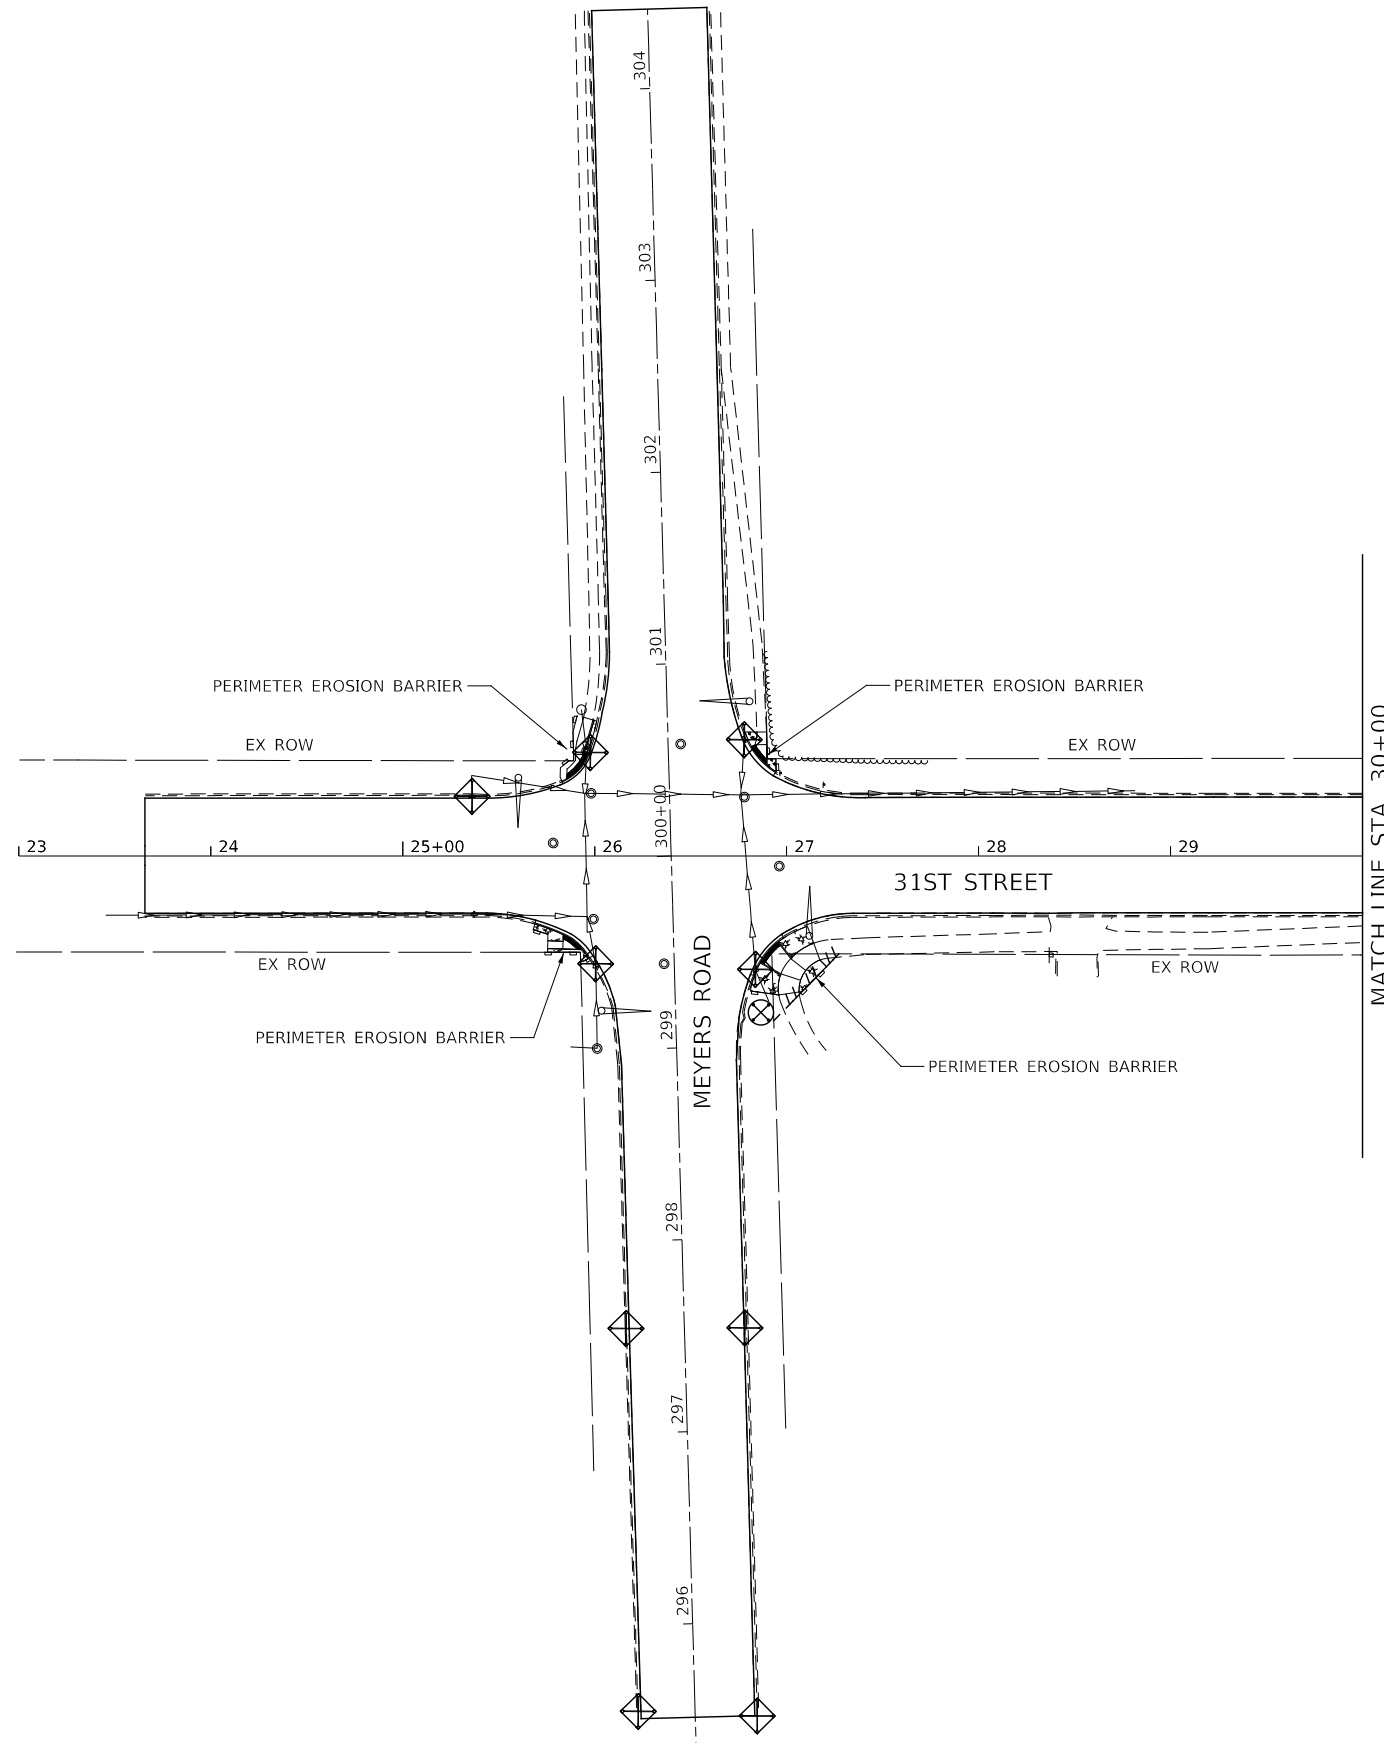 304
303
302
301
PERIMETER EROSION BARRIER
PERIMETER EROSION BARRIER
EX ROW
EX ROW
300+00
23
24
25+00
26
27
28
29
31ST STREET
MATCH LINE STA 30+00
EX ROW
EX ROW
MEYERS ROAD
299
PERIMETER EROSION BARRIER
PERIMETER EROSION BARRIER
298
297
296